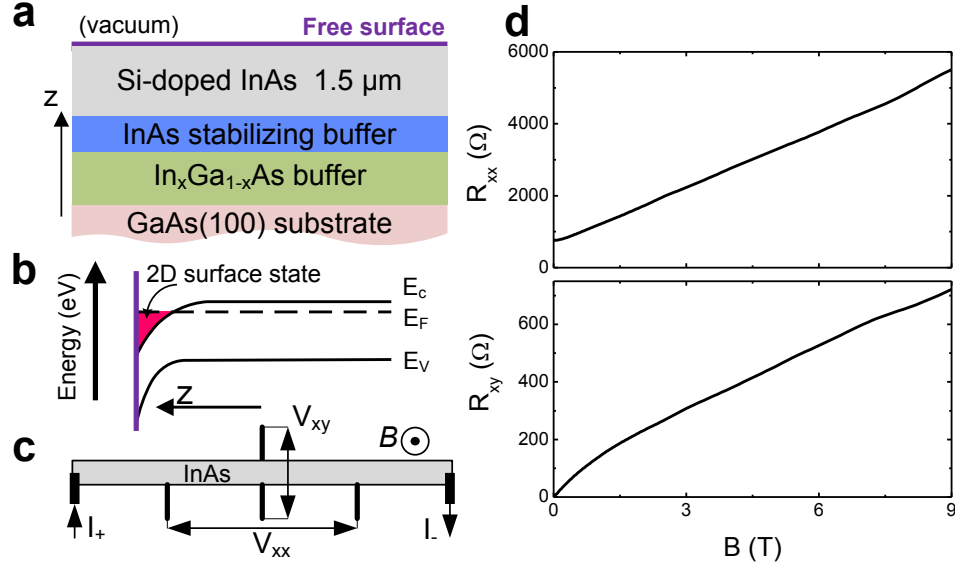 a
(vacuum) Free surface
Si-doped InAs 1.5 μm
z
InAs stabilizing buffer
InxGa1-xAs buffer
GaAs(100) substrate
b
2D surface state
Energy (eV)
Ec
EF
EV
z
c
Vxy
B
InAs
I+
Vxx
I-
d
6000
4000
2000
0
Rxx (Ω)
600
400
200
0
Rxy (Ω)
0 3 6 9
B (T)